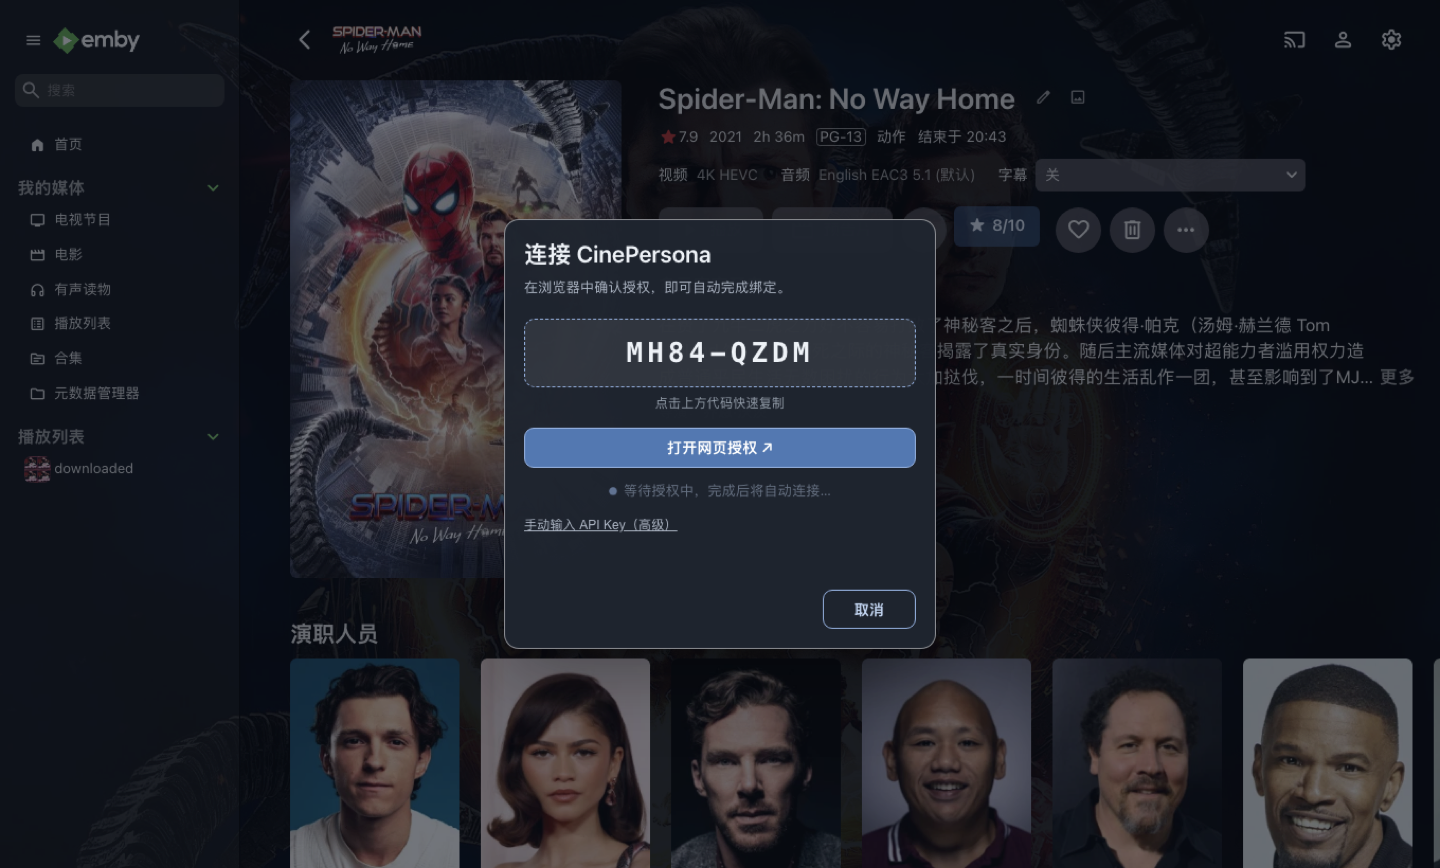 emby
搜索
首页
我的媒体
电视节目
电影
有声读物
播放列表
合集
元数据管理器
播放列表
downloaded
SPIDER-MAN
No Way Home
Spider-Man: No Way Home
7.9 2021 2h 36m PG-13 动作 结束于 20:43
视频 4K HEVC 音频 English EAC3 5.1 (默认) 字幕 关
8/10
神秘客之后，蜘蛛侠彼得·帕克（汤姆·赫兰德 Tom
揭露了真实身份。随后主流媒体对超能力者滥用权力造
挞伐，一时间彼得的生活乱作一团，甚至影响到了MJ... 更多
连接 CinePersona
在浏览器中确认授权，即可自动完成绑定。
MH84-QZDM
点击上方代码快速复制
打开网页授权 ↗
等待授权中，完成后将自动连接...
手动输入 API Key（高级）
取消
SPIDER-M
No Way Home
演职人员